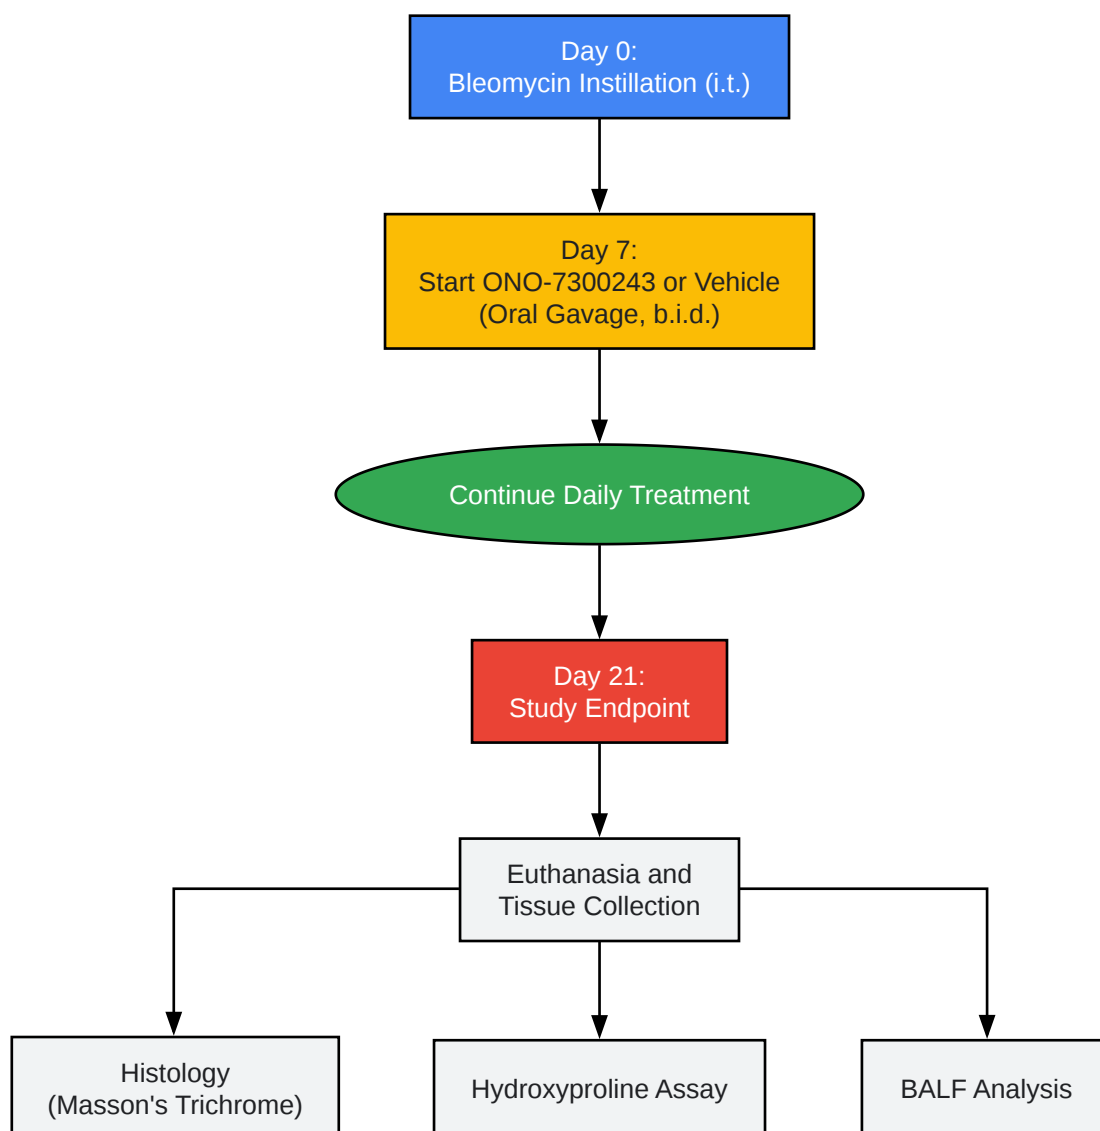 Day 0:
Bleomycin Instillation (i.t.)
Day 7:
Start ONO-7300243 or Vehicle
(Oral Gavage, b.i.d.)
Continue Daily Treatment
Day 21:
Study Endpoint
Euthanasia and
Tissue Collection
Histology
(Masson's Trichrome)
Hydroxyproline Assay
BALF Analysis